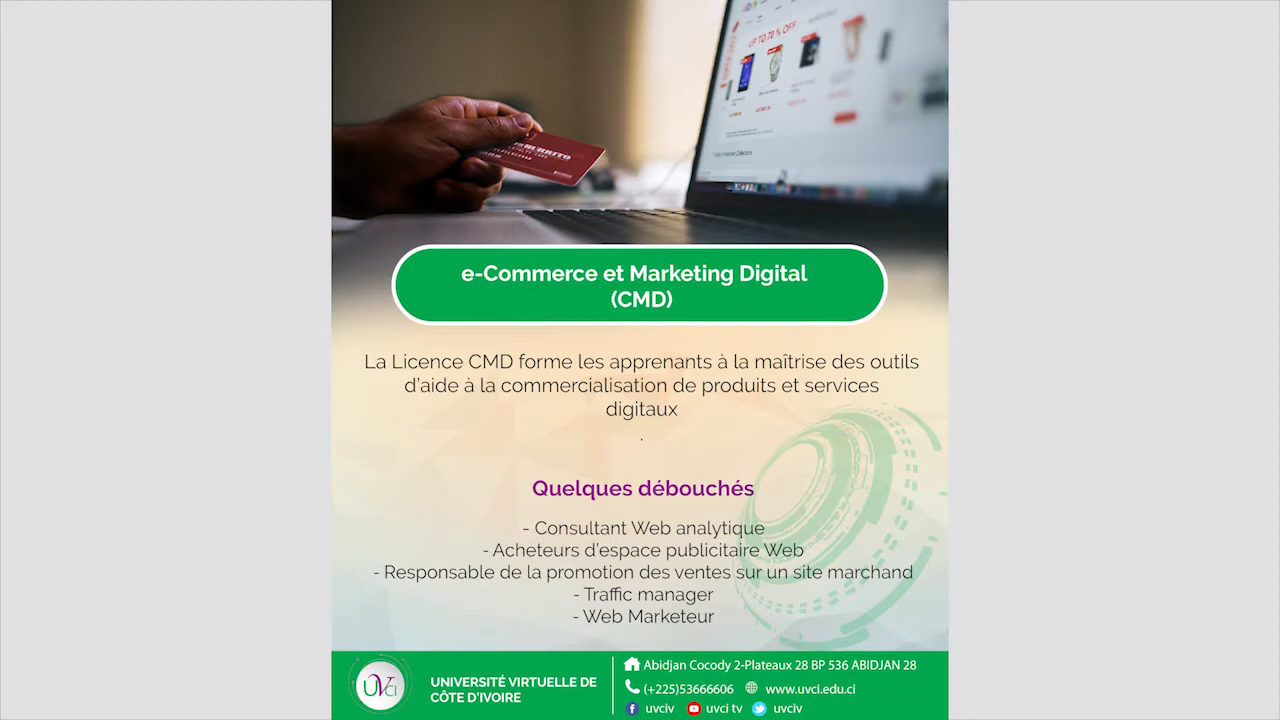 UP TO 70 % OFF
BURRITO
e-Commerce et Marketing Digital
(CMD)
La Licence CMD forme les apprenants à la maîtrise des outils
d'aide à la commercialisation de produits et services
digitaux
.
Quelques débouchés
- Consultant Web analytique
- Acheteurs d'espace publicitaire Web
- Responsable de la promotion des ventes sur un site marchand
- Traffic manager
- Web Marketeur
UVCI
UNIVERSITÉ VIRTUELLE DE
CÔTE D'IVOIRE
Abidjan Cocody 2-Plateaux 28 BP 536 ABIDJAN 28
(+225)53666606 www.uvci.edu.ci
uvciv uvci tv uvciv